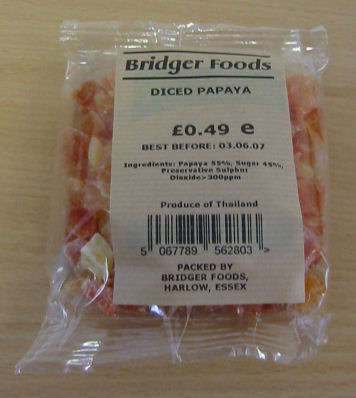 Bridger Foods
DICED PAPAYA
£0.49 e
BEST BEFORE: 03.06.07
Ingredients: Papaya 55%, Sugar 45%,
Preservative Sulphur
Dioxide>300ppm
Produce of Thailand
5 067789 562803 >
PACKED BY
BRIDGER FOODS,
HARLOW, ESSEX